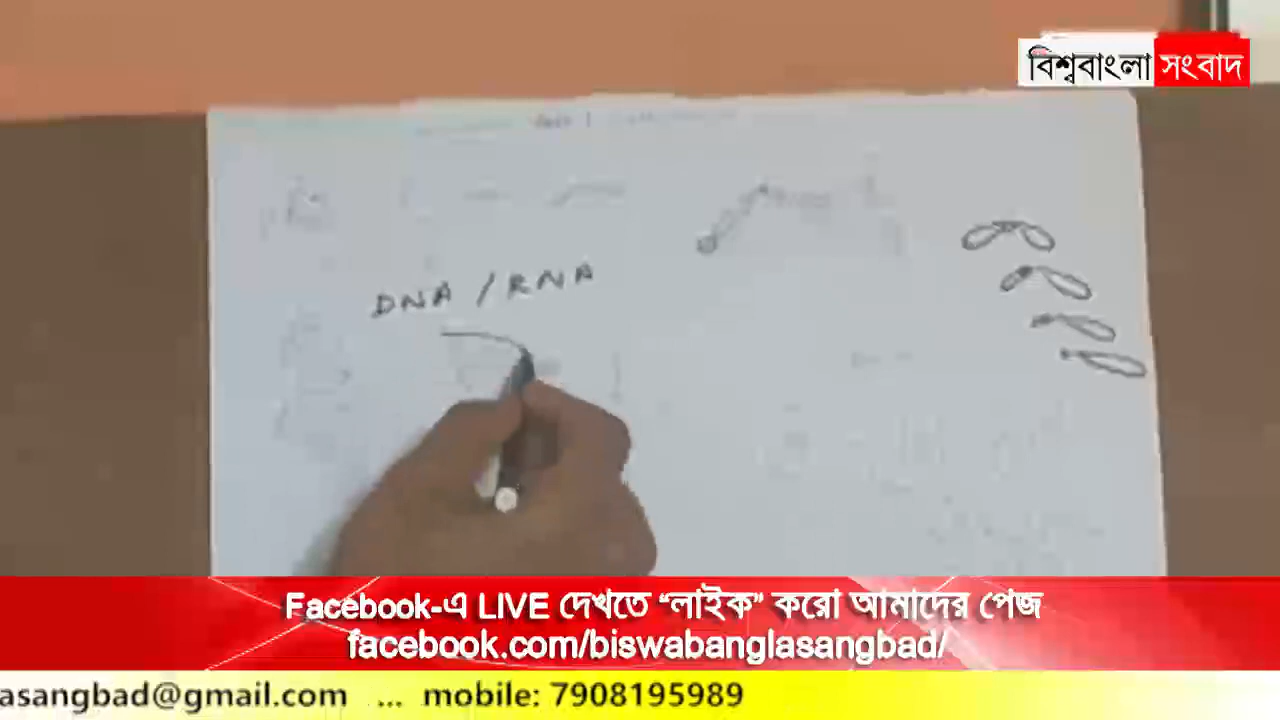 বিশ্ববাংলা সংবাদ
DNA / RNA
Facebook-এ LIVE দেখতে “লাইক” করো আমাদের পেজ
facebook.com/biswabanglasangbad/
asangbad@gmail.com ... mobile: 7908195989